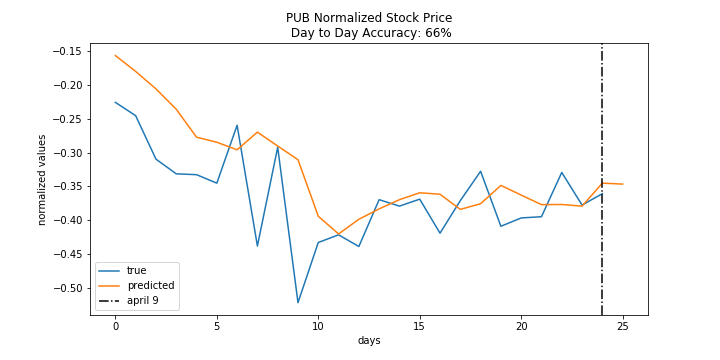 PUB Normalized Stock Price
Day to Day Accuracy: 66%
normalized values
−0.15
−0.20
−0.25
−0.30
−0.35
−0.40
−0.45
−0.50
true
predicted
april 9
0
5
10
15
20
25
days